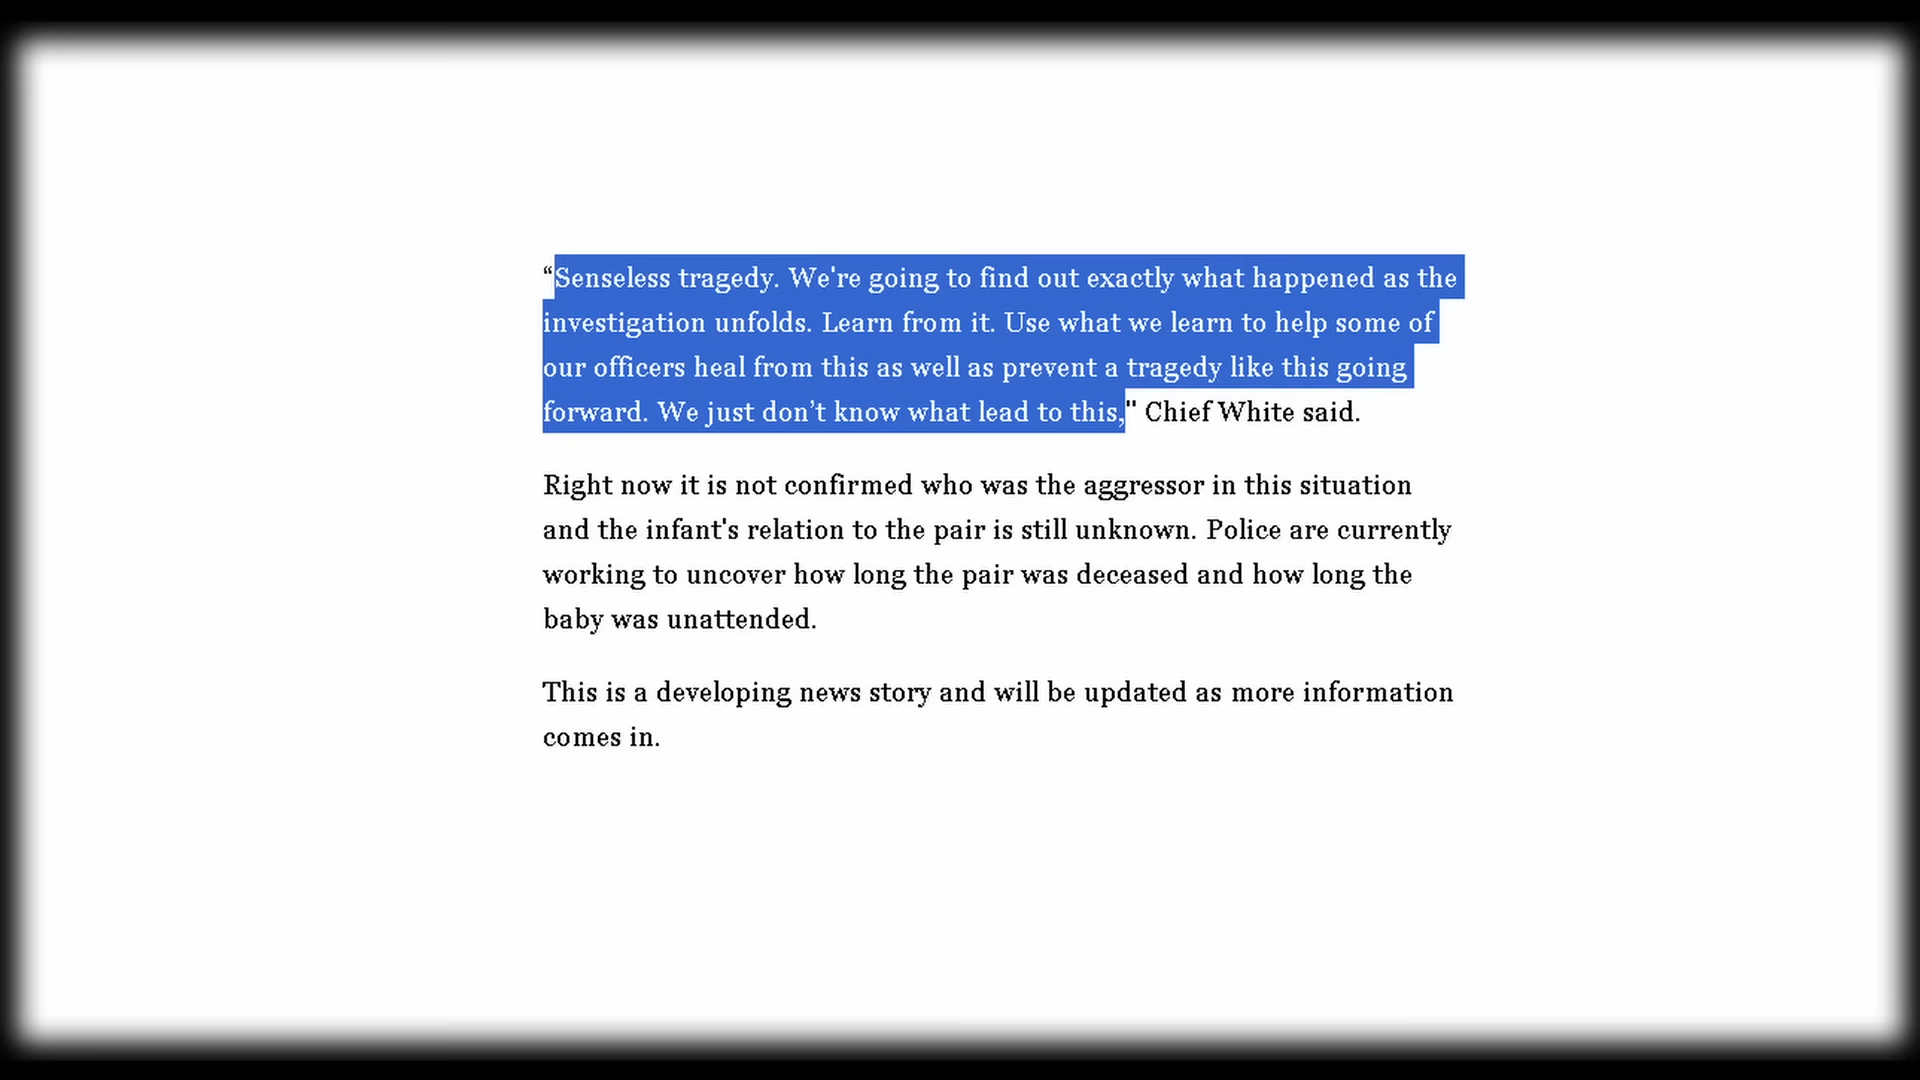 “Senseless tragedy. We're going to find out exactly what happened as the
investigation unfolds. Learn from it. Use what we learn to help some of
our officers heal from this as well as prevent a tragedy like this going
forward. We just don’t know what lead to this," Chief White said.
Right now it is not confirmed who was the aggressor in this situation
and the infant's relation to the pair is still unknown. Police are currently
working to uncover how long the pair was deceased and how long the
baby was unattended.
This is a developing news story and will be updated as more information
comes in.